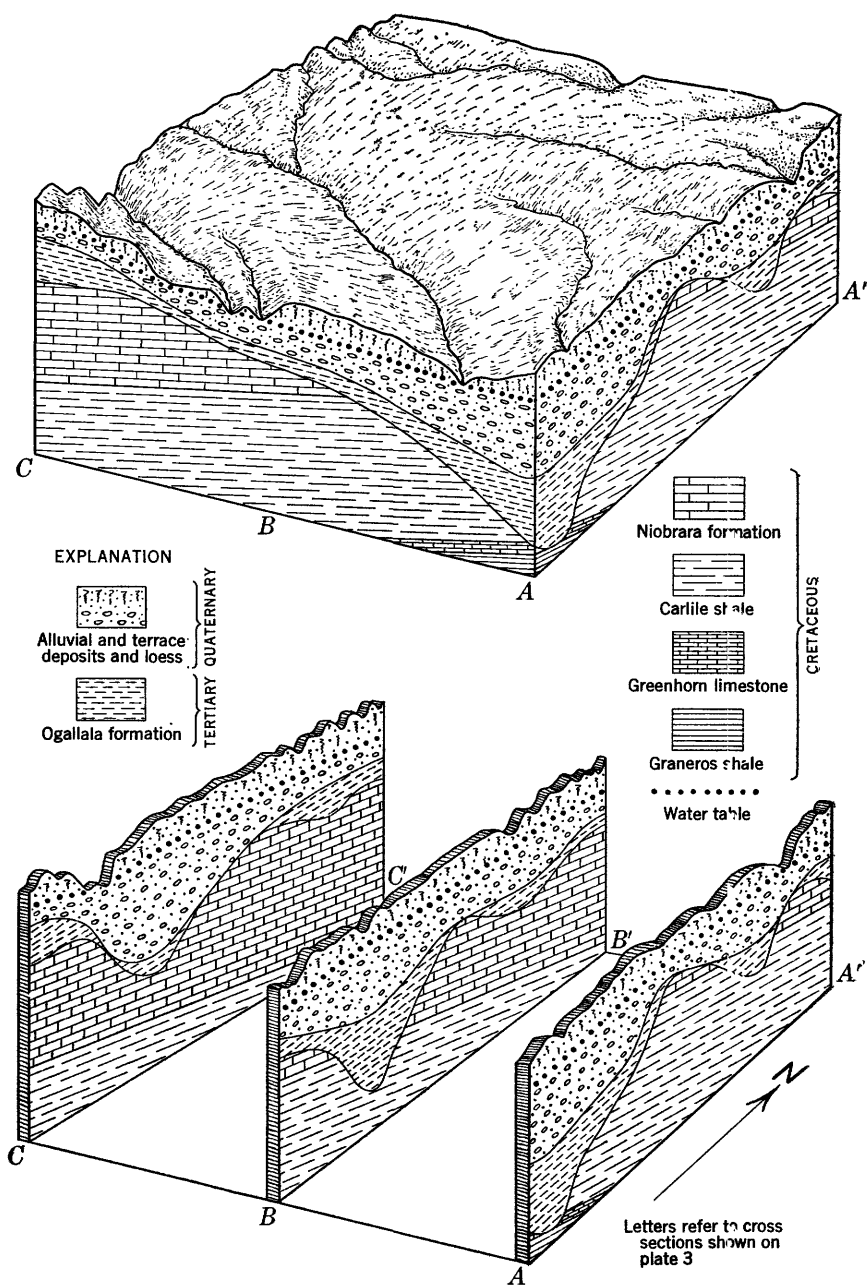 A'
C
B
A
EXPLANATION
Alluvial and terrace
deposits and loess
QUATERNARY
Ogallala formation
TERTIARY
Niobrara formation
Carlile shale
Greenhorn limestone
Graneros shale
CRETACEOUS
Water table
C'
B'
A'
N
C
B
A
Letters refer to cross
sections shown on
plate 3